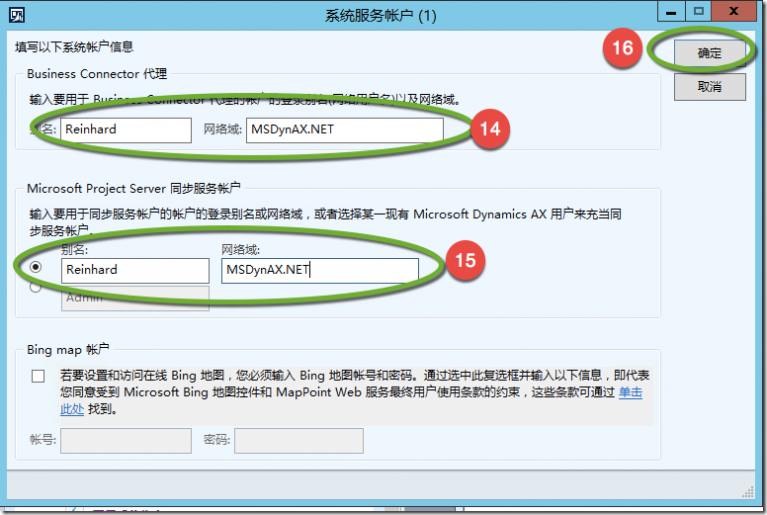 系统服务帐户 (1)
填写以下系统帐户信息
16
确定
取消
Business Connector 代理
输入要用于 Business Connector 代理的帐户的登录别名(网络用户名)以及网络域。
别名: Reinhard 网络域: MSDynAX.NET
14
Microsoft Project Server 同步服务帐户
输入要用于同步服务帐户的帐户的登录别名或网络域，或者选择某一现有 Microsoft Dynamics AX 用户来充当同
步服务帐户。
别名: 网络域:
Reinhard MSDynAX.NET
15
Admin
Bing map 帐户
若要设置和访问在线 Bing 地图，您必须输入 Bing 地图帐号和密码。通过选中此复选框并输入以下信息，即代表
您同意受到 Microsoft Bing 地图控件和 MapPoint Web 服务最终用户使用条款的约束，这些条款可通过 单击
此处 找到。
帐号: 密码: